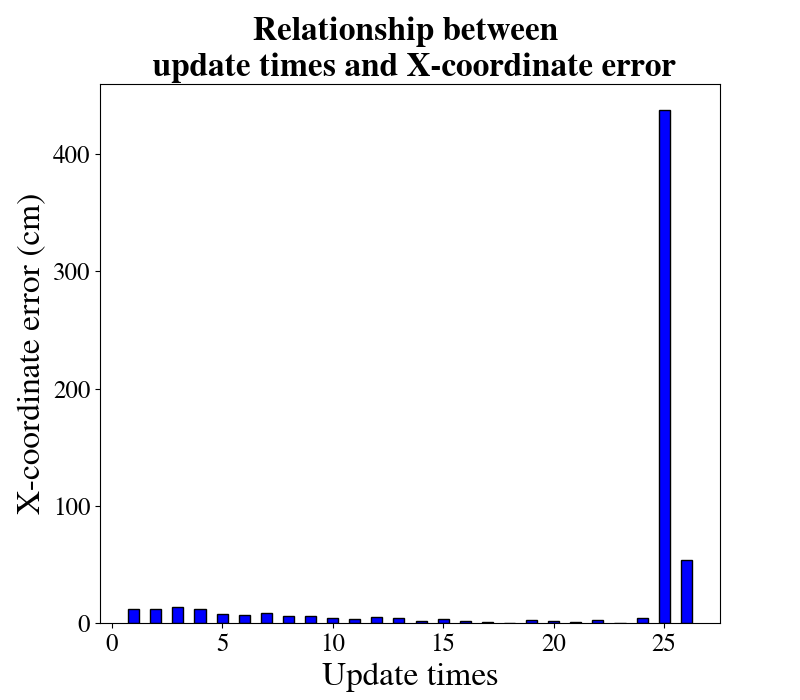 Relationship between
update times and X-coordinate error
X-coordinate error (cm)
400
300
200
100
0
0 5 10 15 20 25
Update times